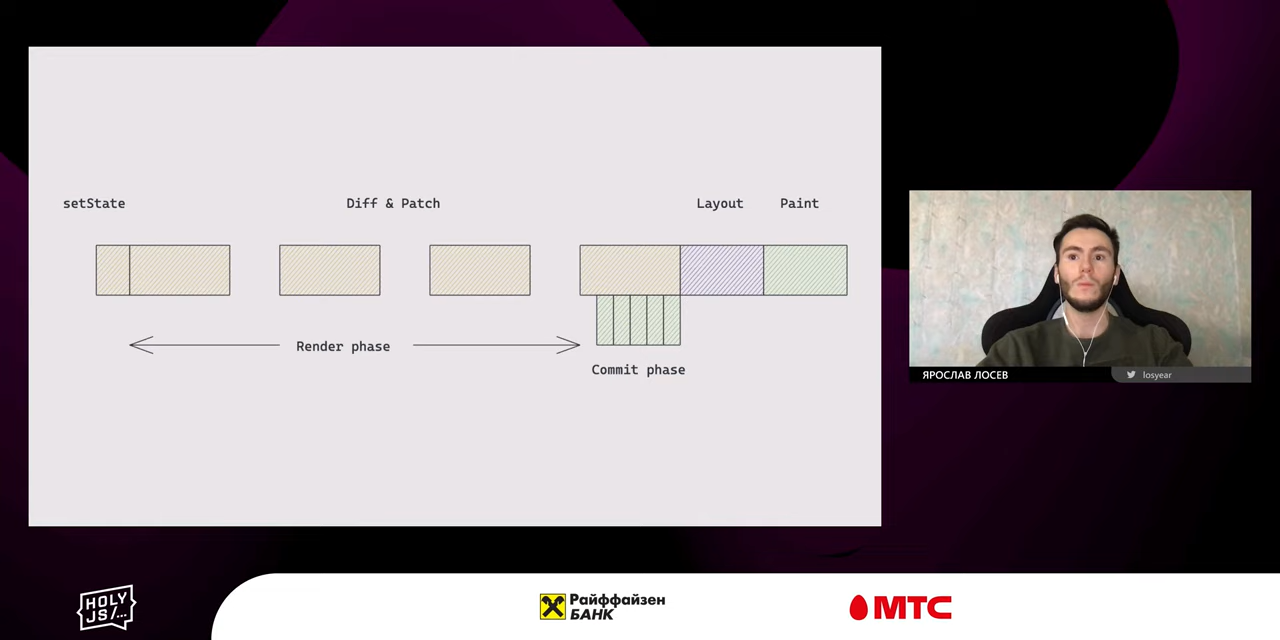 setState
Diff & Patch
Layout
Paint
Render phase
Commit phase
ЯРОСЛАВ ЛОСЕВ
losyear
HOLY
JS/...
Райффайзен
БАНК
МТС